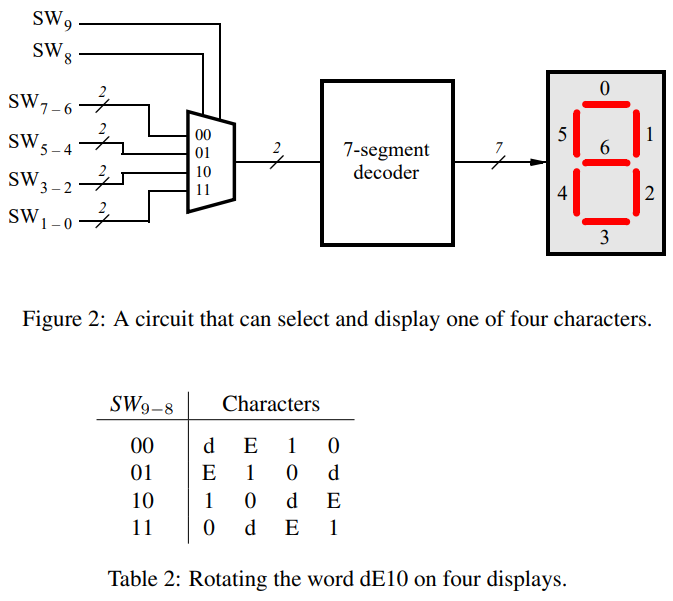 SW9
SW8
SW7–6 2
SW5–4 2
SW3–2 2
SW1–0 2
00
01
10
11
2
7-segment
decoder
7
0
5 1
6
4 2
3
Figure 2: A circuit that can select and display one of four characters.
SW9−8 Characters
00 d E 1 0
01 E 1 0 d
10 1 0 d E
11 0 d E 1
Table 2: Rotating the word dE10 on four displays.